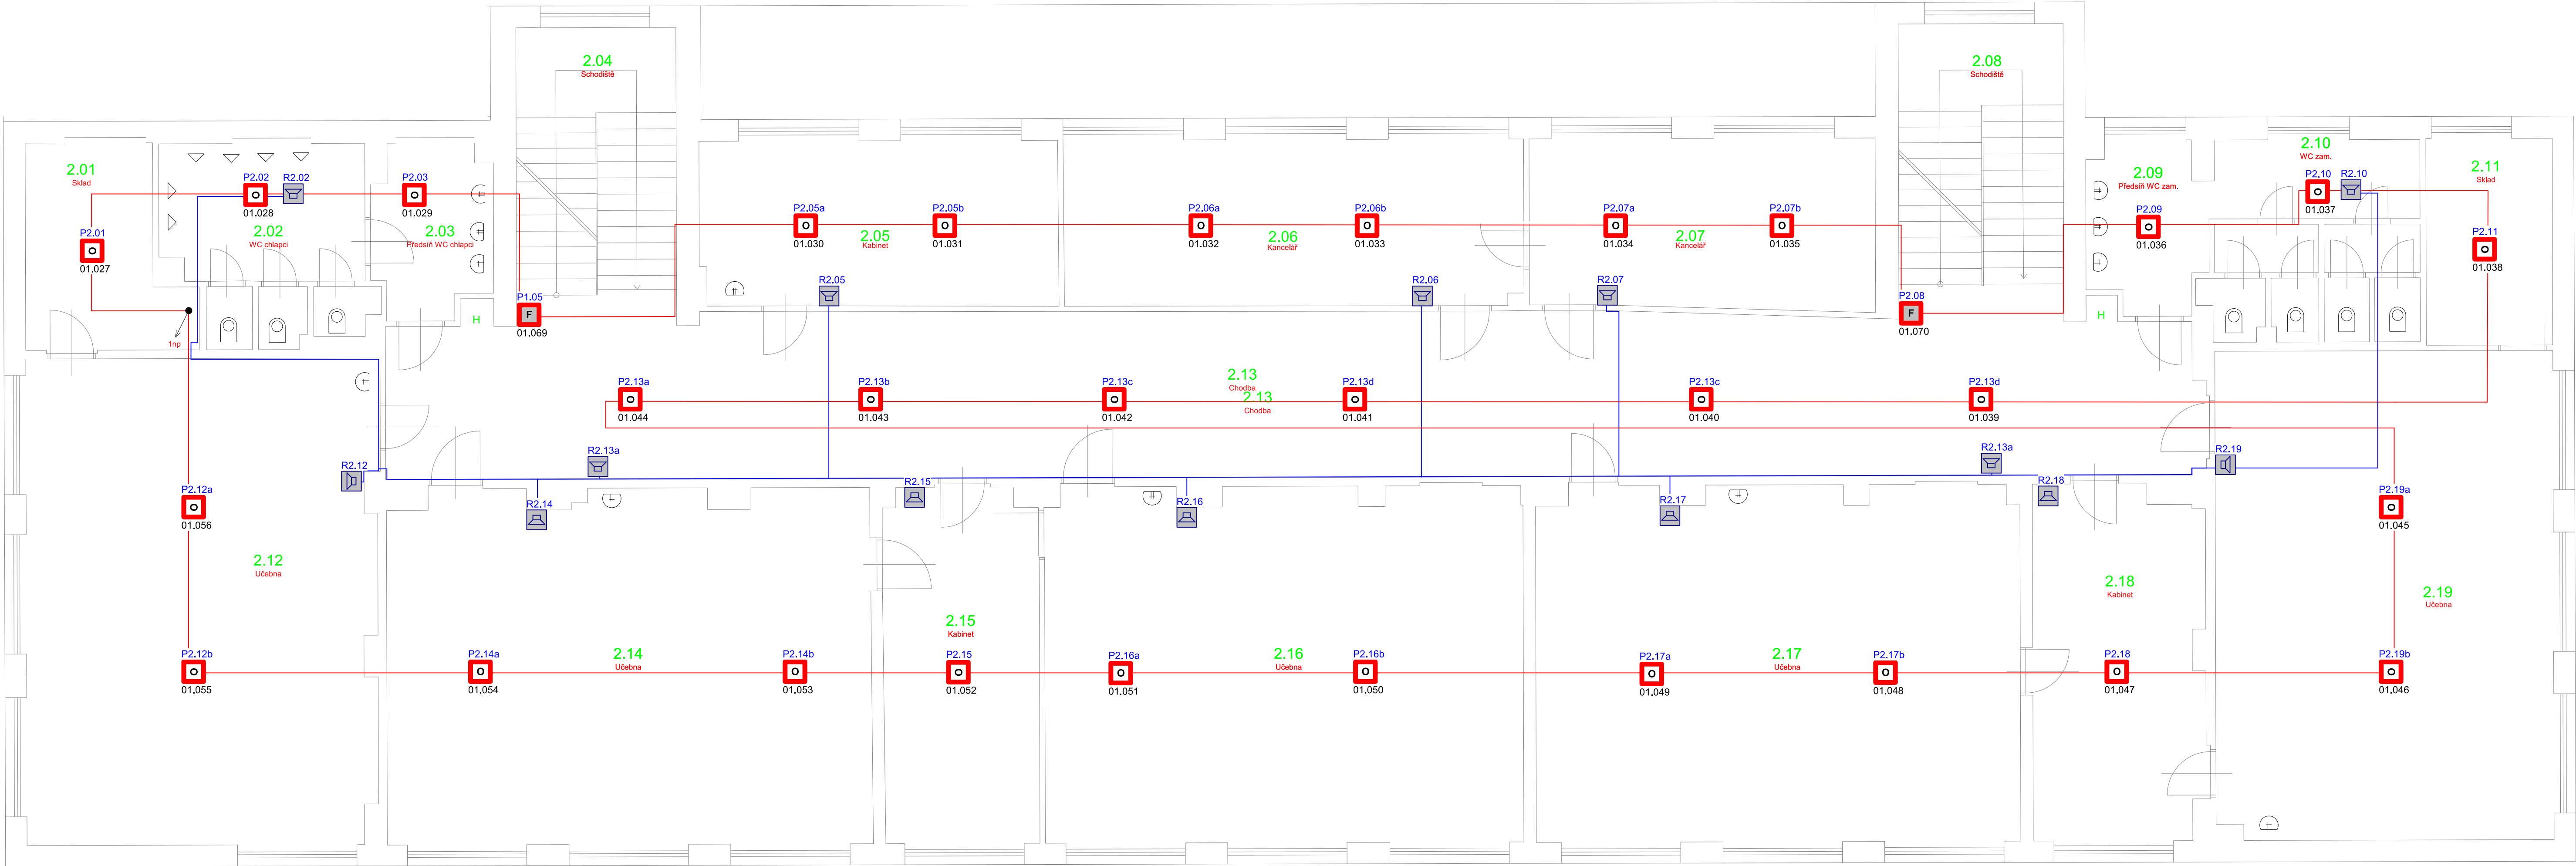 2.04
Schodiště
2.08
Schodiště
2.01
Sklad
P2.02
R2.02
01.028
P2.03
01.029
P2.01
01.027
2.02
WC chlapci
2.03
Předsíň WC chlapci
1np
H
P1.05
F
01.069
P2.05a
01.030
P2.05b
01.031
2.05
Kabinet
R2.05
P2.06a
01.032
P2.06b
01.033
2.06
Kancelář
R2.06
P2.07a
01.034
P2.07b
01.035
2.07
Kancelář
R2.07
P2.08
F
01.070
2.09
Předsíň WC zam.
P2.09
01.036
H
2.10
WC zam.
P2.10
R2.10
01.037
2.11
Sklad
P2.11
01.038
P2.13a
01.044
P2.13b
01.043
P2.13c
01.042
2.13
Chodba
2.13
Chodba
P2.13d
01.041
P2.13c
01.040
P2.13d
01.039
R2.12
R2.13a
R2.14
R2.15
R2.16
R2.17
R2.13a
R2.18
R2.19
P2.12a
01.056
2.12
Učebna
P2.12b
01.055
P2.14a
01.054
2.14
Učebna
P2.14b
01.053
2.15
Kabinet
P2.15
01.052
P2.16a
01.051
2.16
Učebna
P2.16b
01.050
P2.17a
01.049
2.17
Učebna
P2.17b
01.048
2.18
Kabinet
P2.18
01.047
P2.19a
01.045
2.19
Učebna
P2.19b
01.046